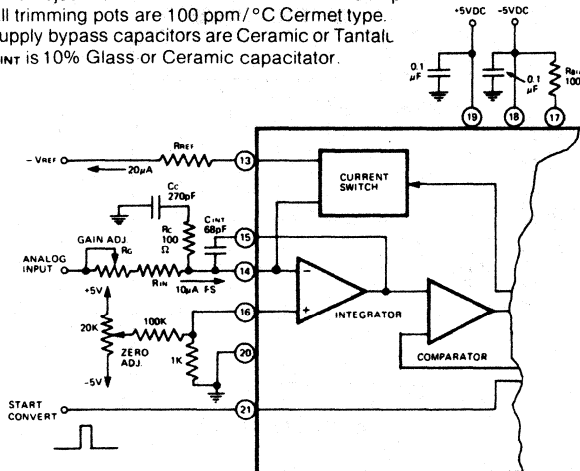 ll trimming pots are 100 ppm/°C Cermet type.
upply bypass capacitors are Ceramic or Tantalu
INT is 10% Glass or Ceramic capacitator.
+5VDC
-5VDC
0.1
µF
0.1
µF
100
19
18
17
-VREF
RREF
20µA
13
CURRENT
SWITCH
CC
270pF
RC
100
Ω
CINT
68pF
15
GAIN ADJ.
RG
ANALOG
INPUT
RIN
10µA FS
14
-
+
INTEGRATOR
+5V
20K
100K
16
ZERO
ADJ.
1K
20
-5V
COMPARATOR
START
CONVERT
21